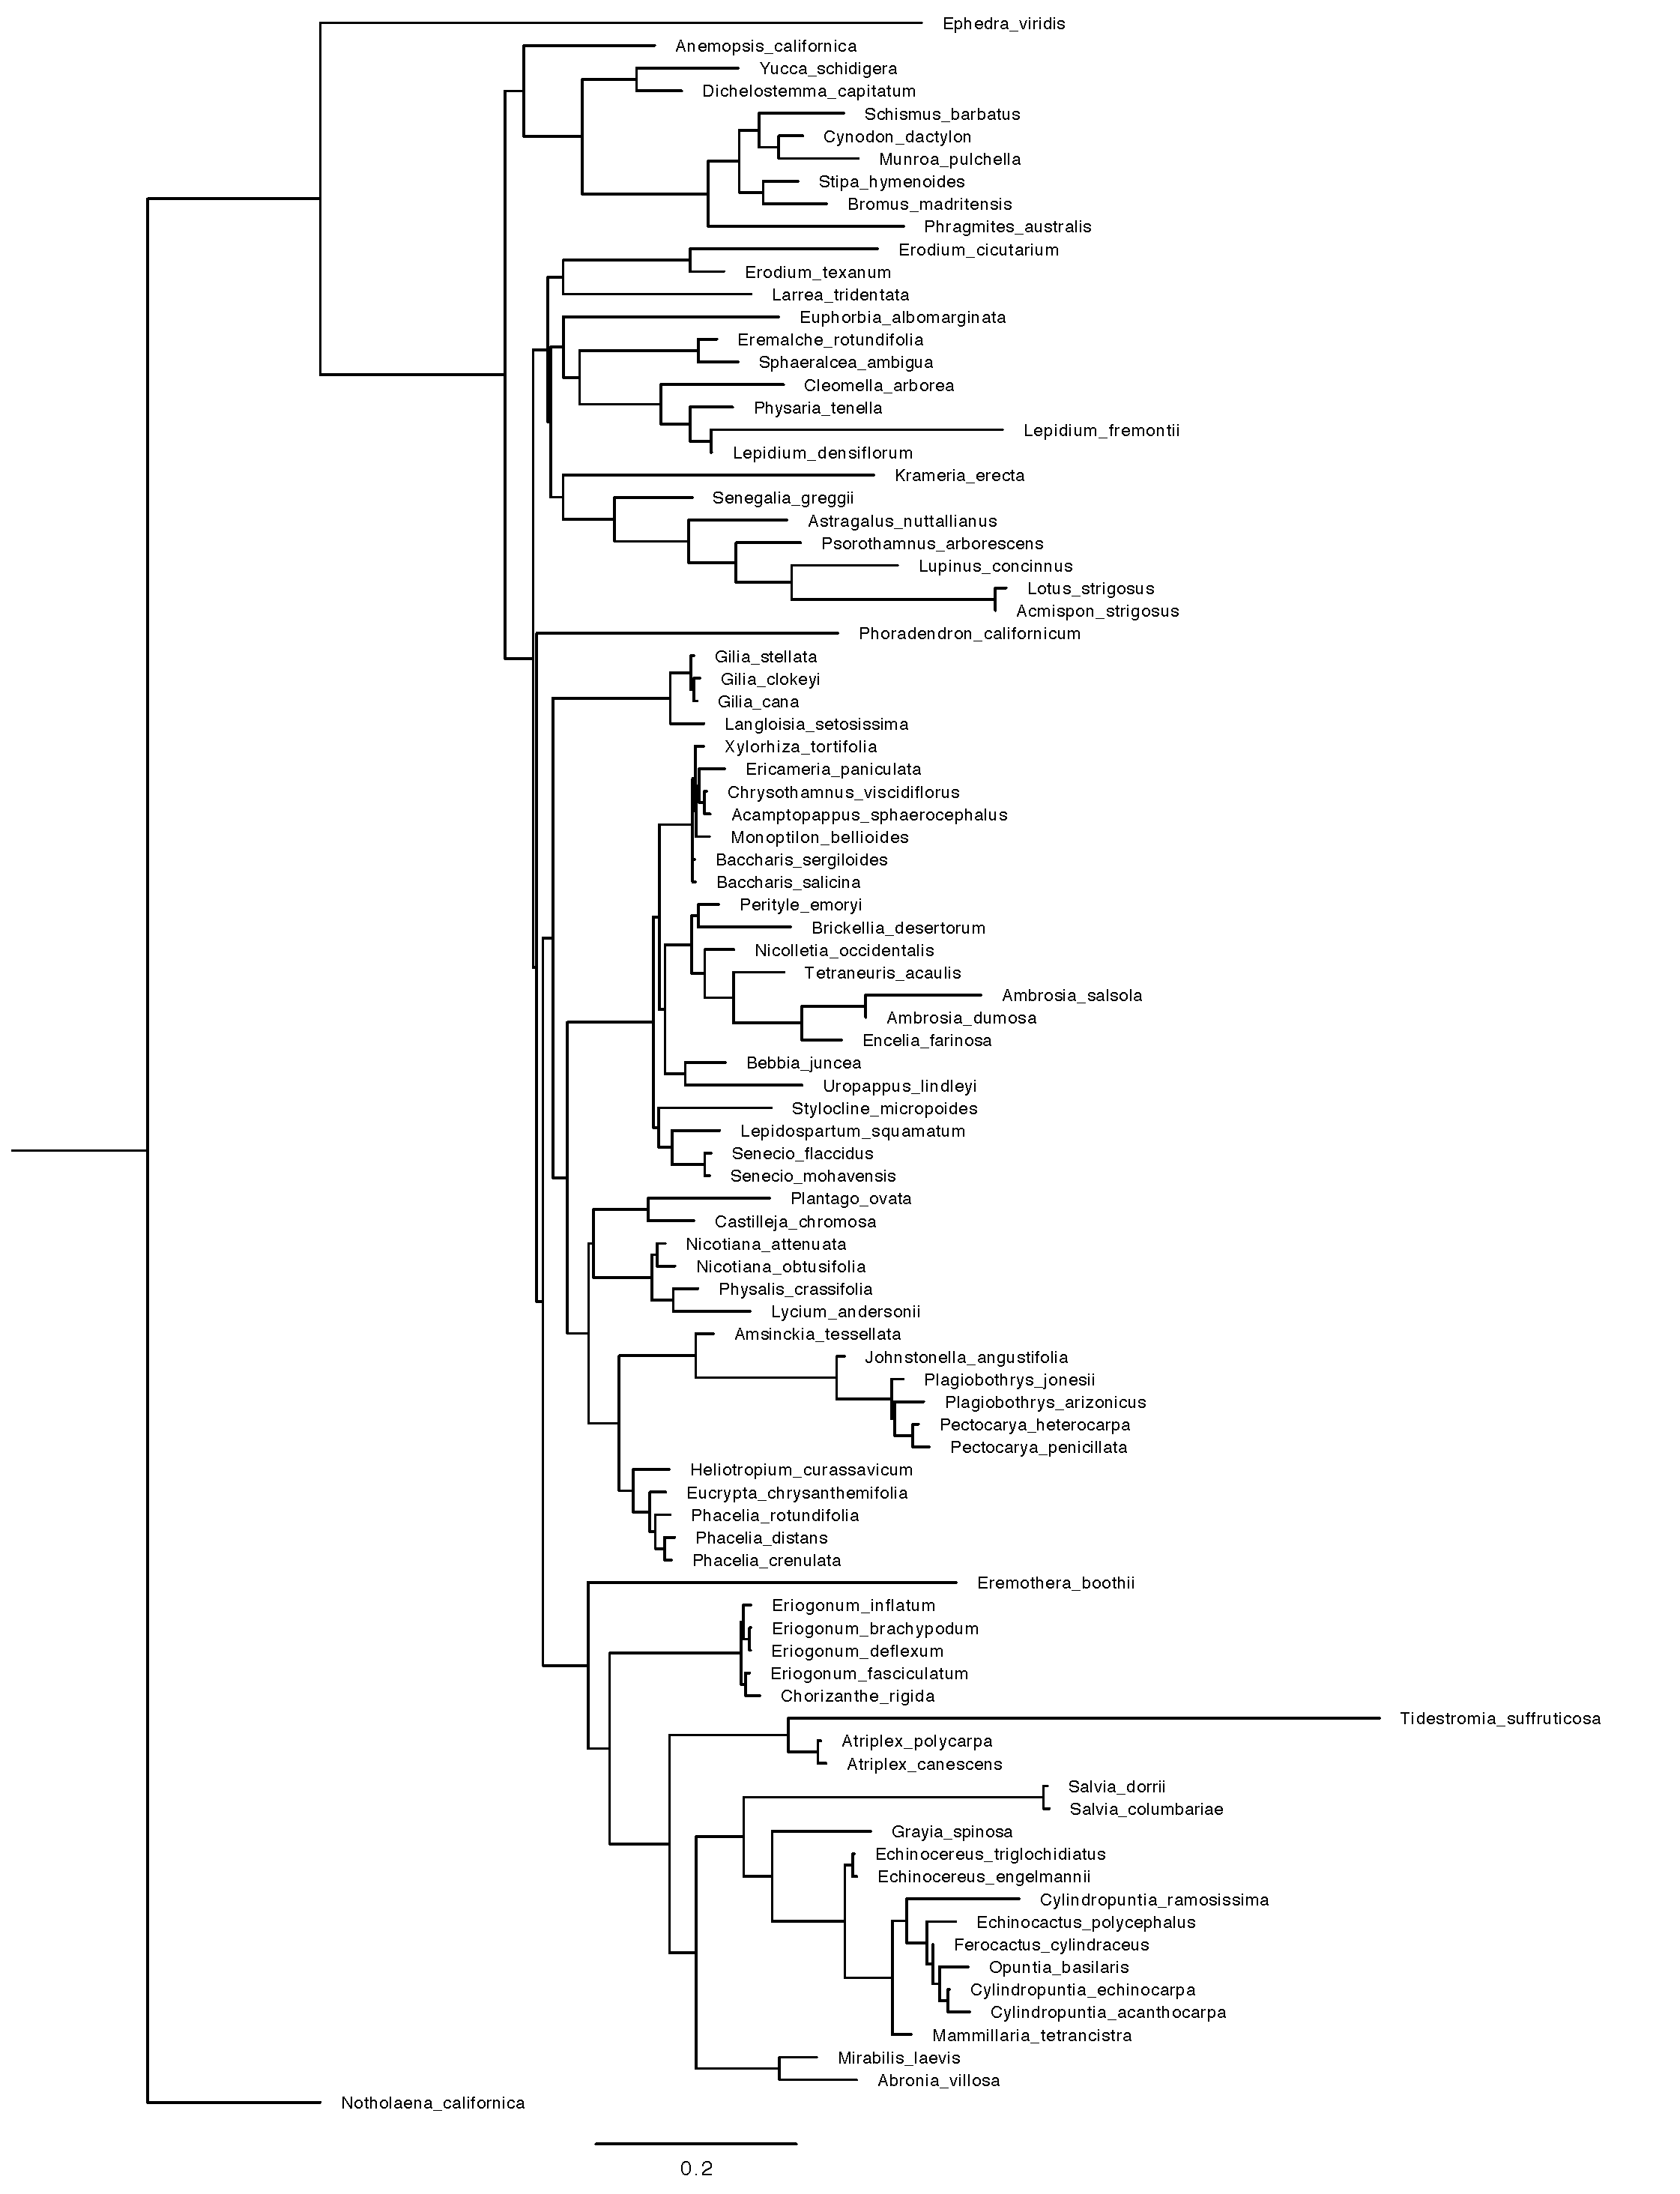 Ephedra_viridis
Anemopsis_californica
Yucca_schidigera
Dichelostemma_capitatum
Schismus_barbatus
Cynodon_dactylon
Munroa_pulchella
Stipa_hymenoides
Bromus_madritensis
Phragmites_australis
Erodium_cicutarium
Erodium_texanum
Larrea_tridentata
Euphorbia_albomarginata
Eremalche_rotundifolia
Sphaeralcea_ambigua
Cleomella_arborea
Physaria_tenella
Lepidium_fremontii
Lepidium_densiflorum
Krameria_erecta
Senegalia_greggii
Astragalus_nuttallianus
Psorothamnus_arborescens
Lupinus_concinnus
Lotus_strigosus
Acmispon_strigosus
Phoradendron_californicum
Gilia_stellata
Gilia_clokeyi
Gilia_cana
Langloisia_setosissima
Xylorhiza_tortifolia
Ericameria_paniculata
Chrysothamnus_viscidiflorus
Acamptopappus_sphaerocephalus
Monoptilon_bellioides
Baccharis_sergiloides
Baccharis_salicina
Perityle_emoryi
Brickellia_desertorum
Nicolletia_occidentalis
Tetraneuris_acaulis
Ambrosia_salsola
Ambrosia_dumosa
Encelia_farinosa
Bebbia_juncea
Uropappus_lindleyi
Stylocline_micropoides
Lepidospartum_squamatum
Senecio_flaccidus
Senecio_mohavensis
Plantago_ovata
Castilleja_chromosa
Nicotiana_attenuata
Nicotiana_obtusifolia
Physalis_crassifolia
Lycium_andersonii
Amsinckia_tessellata
Johnstonella_angustifolia
Plagiobothrys_jonesii
Plagiobothrys_arizonicus
Pectocarya_heterocarpa
Pectocarya_penicillata
Heliotropium_curassavicum
Eucrypta_chrysanthemifolia
Phacelia_rotundifolia
Phacelia_distans
Phacelia_crenulata
Eremothera_boothii
Eriogonum_inflatum
Eriogonum_brachypodum
Eriogonum_deflexum
Eriogonum_fasciculatum
Chorizanthe_rigida
Tidestromia_suffruticosa
Atriplex_polycarpa
Atriplex_canescens
Salvia_dorrii
Salvia_columbariae
Grayia_spinosa
Echinocereus_triglochidiatus
Echinocereus_engelmannii
Cylindropuntia_ramosissima
Echinocactus_polycephalus
Ferocactus_cylindraceus
Opuntia_basilaris
Cylindropuntia_echinocarpa
Cylindropuntia_acanthocarpa
Mammillaria_tetrancistra
Mirabilis_laevis
Abronia_villosa
Notholaena_californica
0.2